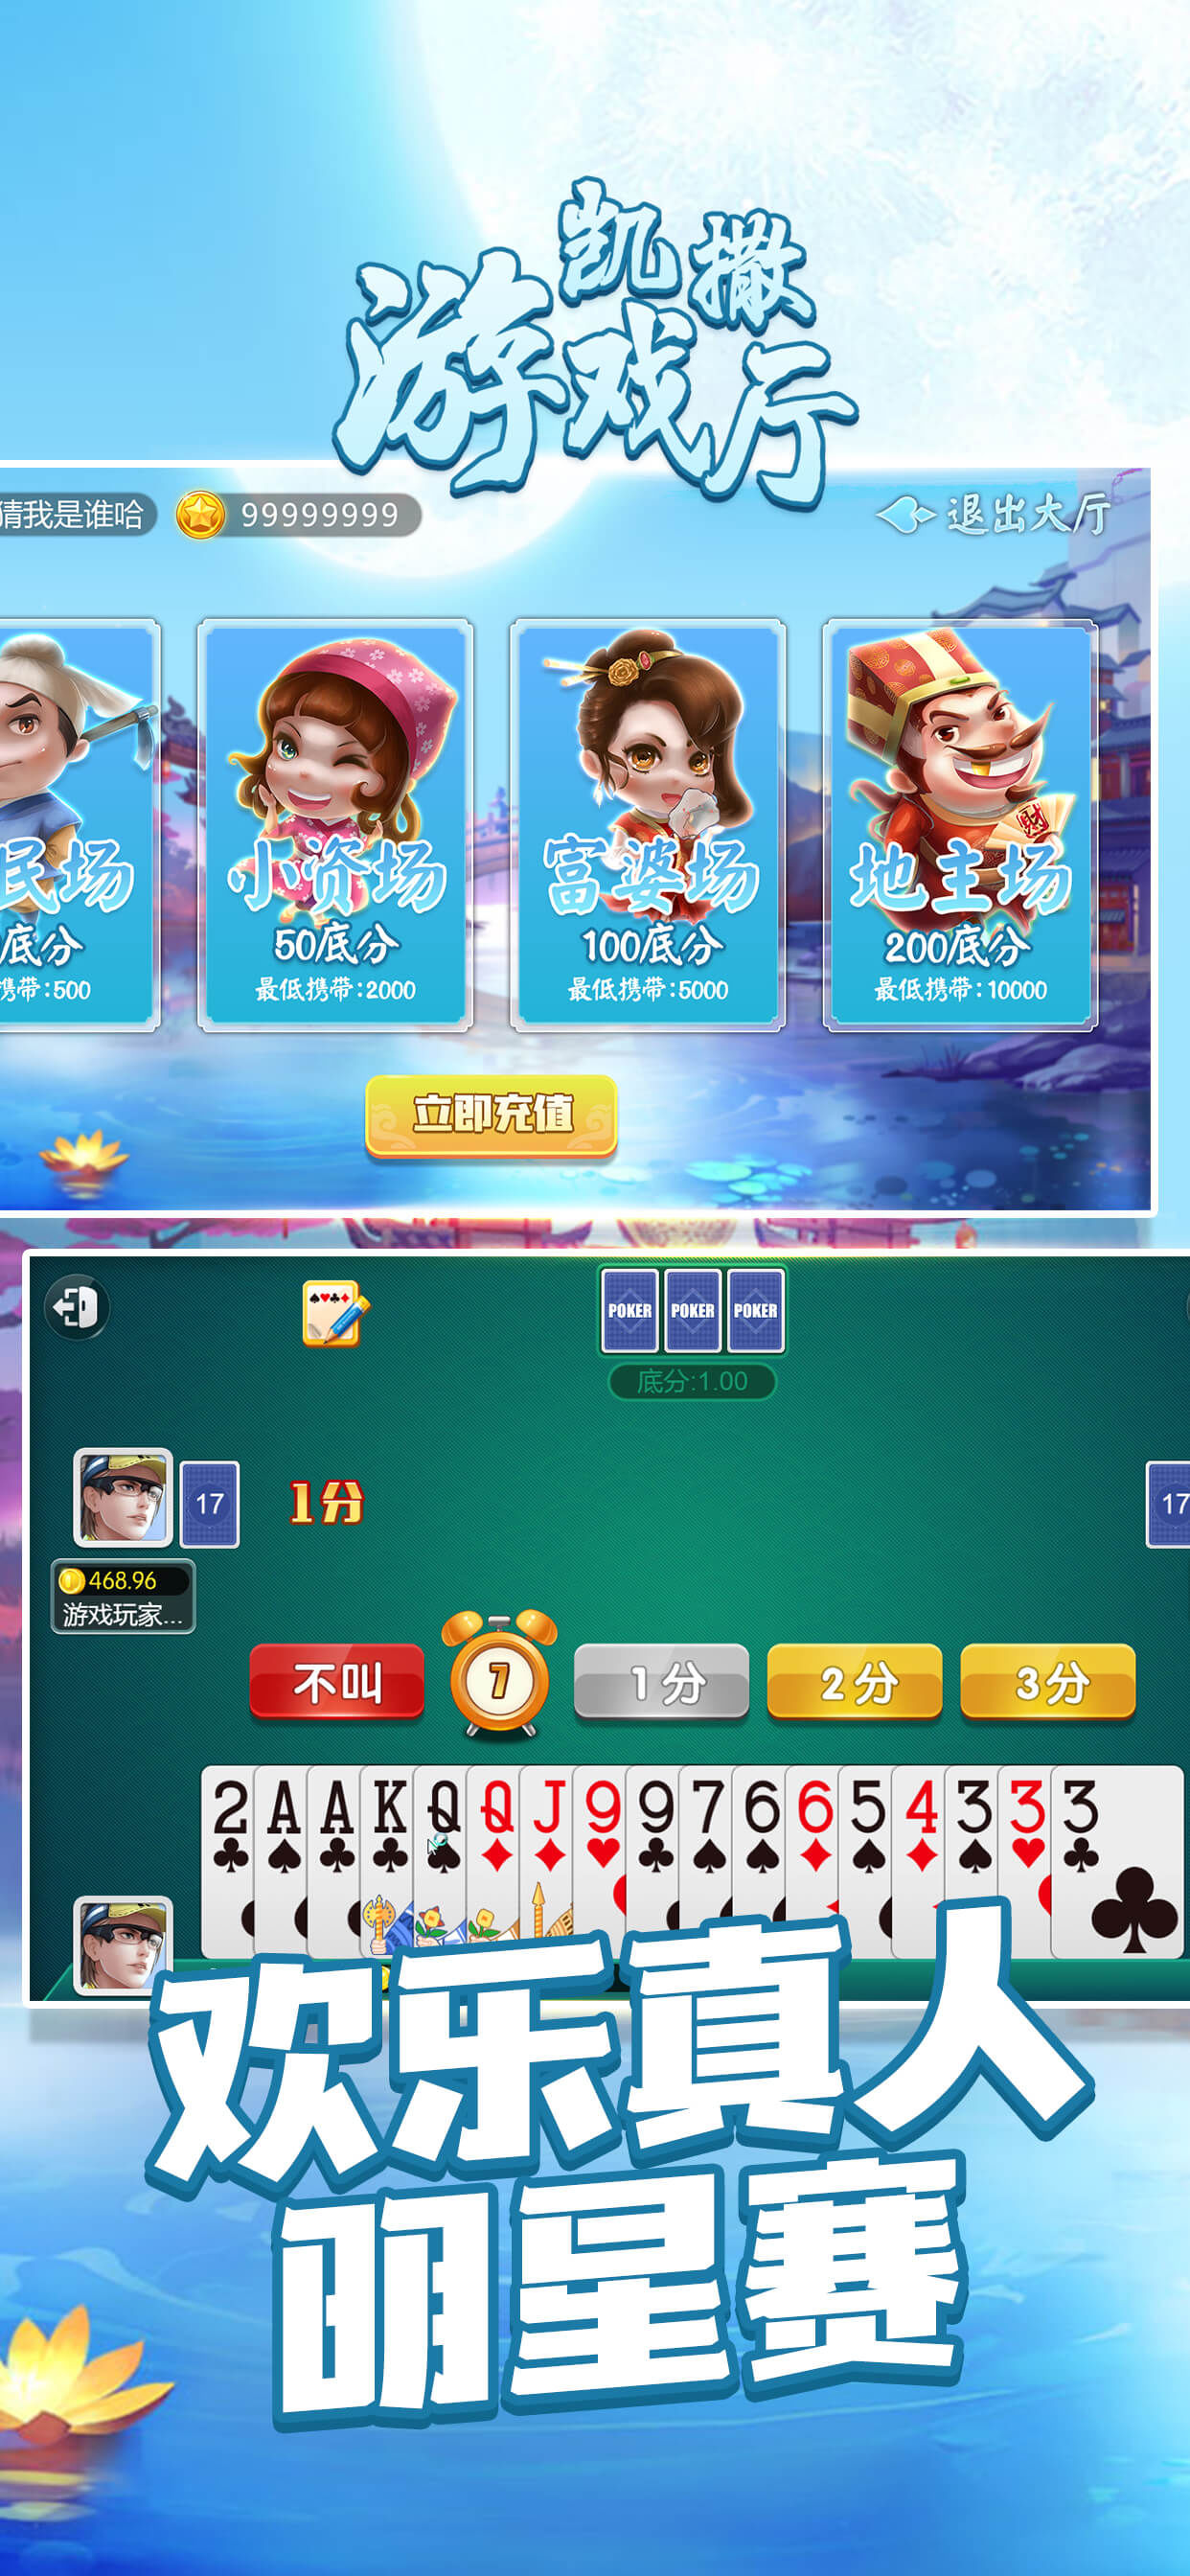 凯撒
游戏厅
猜我是谁哈
99999999
退出大厅
民场
小资场
富婆场
地主场
底分
50底分
100底分
200底分
携带:500
最低携带:2000
最低携带:5000
最低携带:10000
财
立即充值
POKER POKER POKER
底分:1.00
17
1分
17
468.96
游戏玩家...
不叫
7
1分
2分
3分
2 A A K Q Q J 9 9 7 6 6 5 4 3 3 3
欢乐真人
明星赛